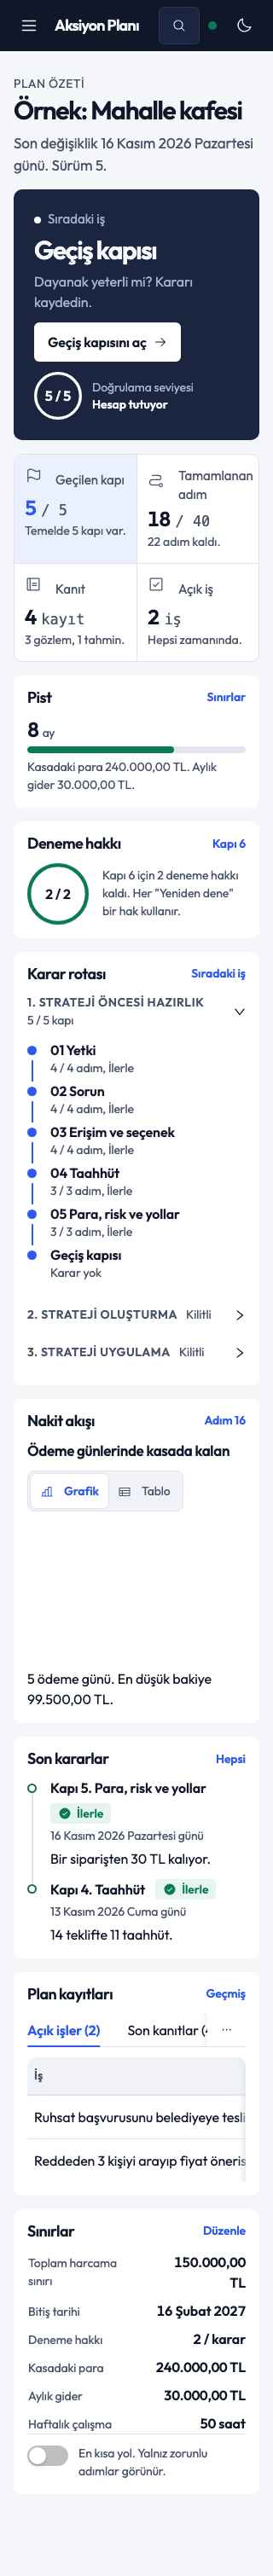 Aksiyon Planı
PLAN ÖZETİ
Örnek: Mahalle kafesi
Son değişiklik 16 Kasım 2026 Pazartesi
günü. Sürüm 5.
Sıradaki iş
Geçiş kapısı
Dayanak yeterli mi? Kararı
kaydedin.
Geçiş kapısını aç
5 / 5
Doğrulama seviyesi
Hesap tutuyor
Geçilen kapı
5 / 5
Temelde 5 kapı var.
Tamamlanan
adım
18 / 40
22 adım kaldı.
Kanıt
4 kayıt
3 gözlem, 1 tahmin.
Açık iş
2 iş
Hepsi zamanında.
Pist
Sınırlar
8 ay
Kasadaki para 240.000,00 TL. Aylık
gider 30.000,00 TL.
Deneme hakkı
Kapı 6
2 / 2
Kapı 6 için 2 deneme hakkı
kaldı. Her "Yeniden dene"
bir hak kullanır.
Karar rotası
Sıradaki iş
1. STRATEJİ ÖNCESİ HAZIRLIK
5 / 5 kapı
01 Yetki
4 / 4 adım, İlerle
02 Sorun
4 / 4 adım, İlerle
03 Erişim ve seçenek
4 / 4 adım, İlerle
04 Taahhüt
3 / 3 adım, İlerle
05 Para, risk ve yollar
3 / 3 adım, İlerle
Geçiş kapısı
Karar yok
2. STRATEJİ OLUŞTURMA Kilitli
3. STRATEJİ UYGULAMA Kilitli
Nakit akışı
Adım 16
Ödeme günlerinde kasada kalan
Grafik
Tablo
5 ödeme günü. En düşük bakiye
99.500,00 TL.
Son kararlar
Hepsi
Kapı 5. Para, risk ve yollar
İlerle
16 Kasım 2026 Pazartesi günü
Bir siparişten 30 TL kalıyor.
Kapı 4. Taahhüt
İlerle
13 Kasım 2026 Cuma günü
14 teklifte 11 taahhüt.
Plan kayıtları
Geçmiş
Açık işler (2)
Son kanıtlar (4
...
İş
Ruhsat başvurusunu belediyeye tesli
Reddeden 3 kişiyi arayıp fiyat öneris
Sınırlar
Düzenle
Toplam harcama
sınırı
150.000,00
TL
Bitiş tarihi
16 Şubat 2027
Deneme hakkı
2 / karar
Kasadaki para
240.000,00 TL
Aylık gider
30.000,00 TL
Haftalık çalışma
50 saat
En kısa yol. Yalnız zorunlu
adımlar görünür.